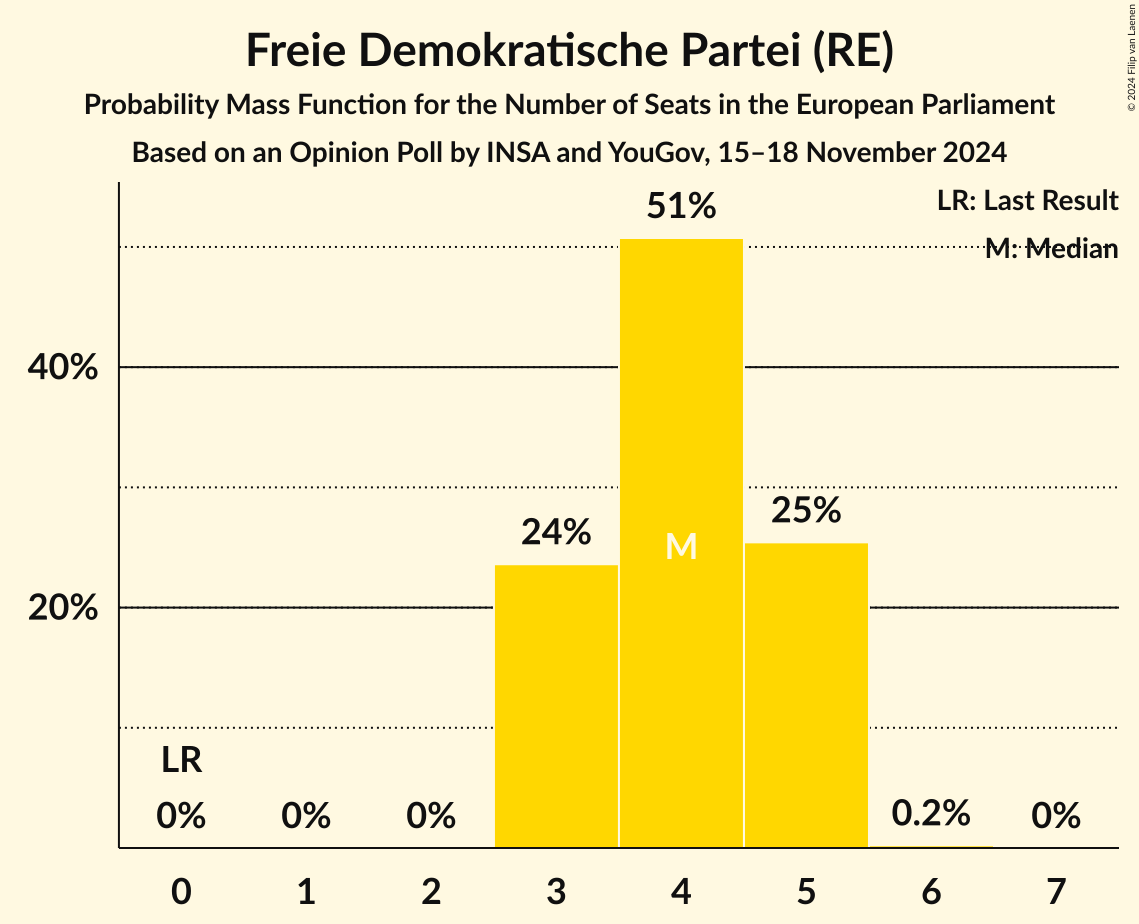 Freie Demokratische Partei (RE)
Probability Mass Function for the Number of Seats in the European Parliament
Based on an Opinion Poll by INSA and YouGov, 15–18 November 2024
© 2024 Filip van Laenen
LR: Last Result
M: Median
51%
40%
25%
24%
M
20%
LR
0%
0%
0%
0.2%
0%
0
1
2
3
4
5
6
7